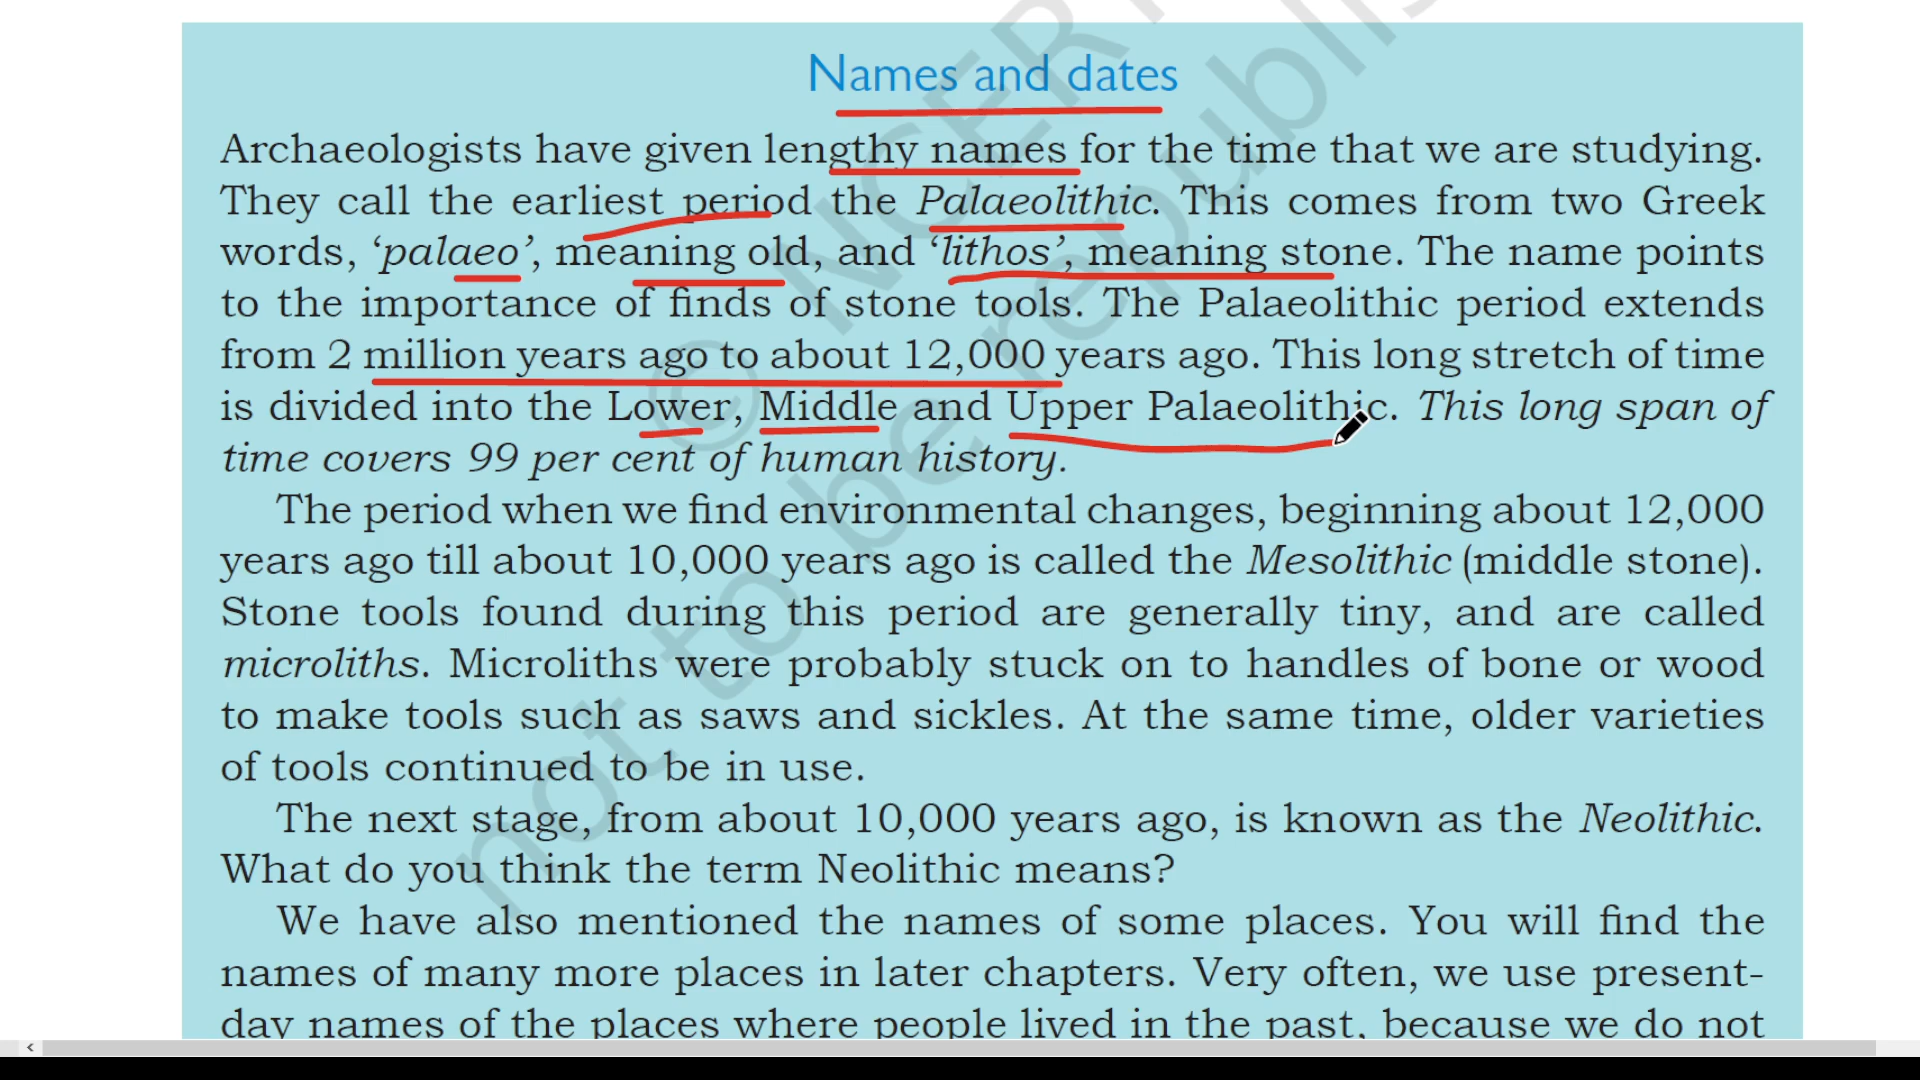 Names and dates
Archaeologists have given lengthy names for the time that we are studying.
They call the earliest period the Palaeolithic. This comes from two Greek
words, ‘palaeo’, meaning old, and ‘lithos’, meaning stone. The name points
to the importance of finds of stone tools. The Palaeolithic period extends
from 2 million years ago to about 12,000 years ago. This long stretch of time
is divided into the Lower, Middle and Upper Palaeolithic. This long span of
time covers 99 per cent of human history.
The period when we find environmental changes, beginning about 12,000
years ago till about 10,000 years ago is called the Mesolithic (middle stone).
Stone tools found during this period are generally tiny, and are called
microliths. Microliths were probably stuck on to handles of bone or wood
to make tools such as saws and sickles. At the same time, older varieties
of tools continued to be in use.
The next stage, from about 10,000 years ago, is known as the Neolithic.
What do you think the term Neolithic means?
We have also mentioned the names of some places. You will find the
names of many more places in later chapters. Very often, we use present-
day names of the places where people lived in the past, because we do not
© NCER
not to be republis